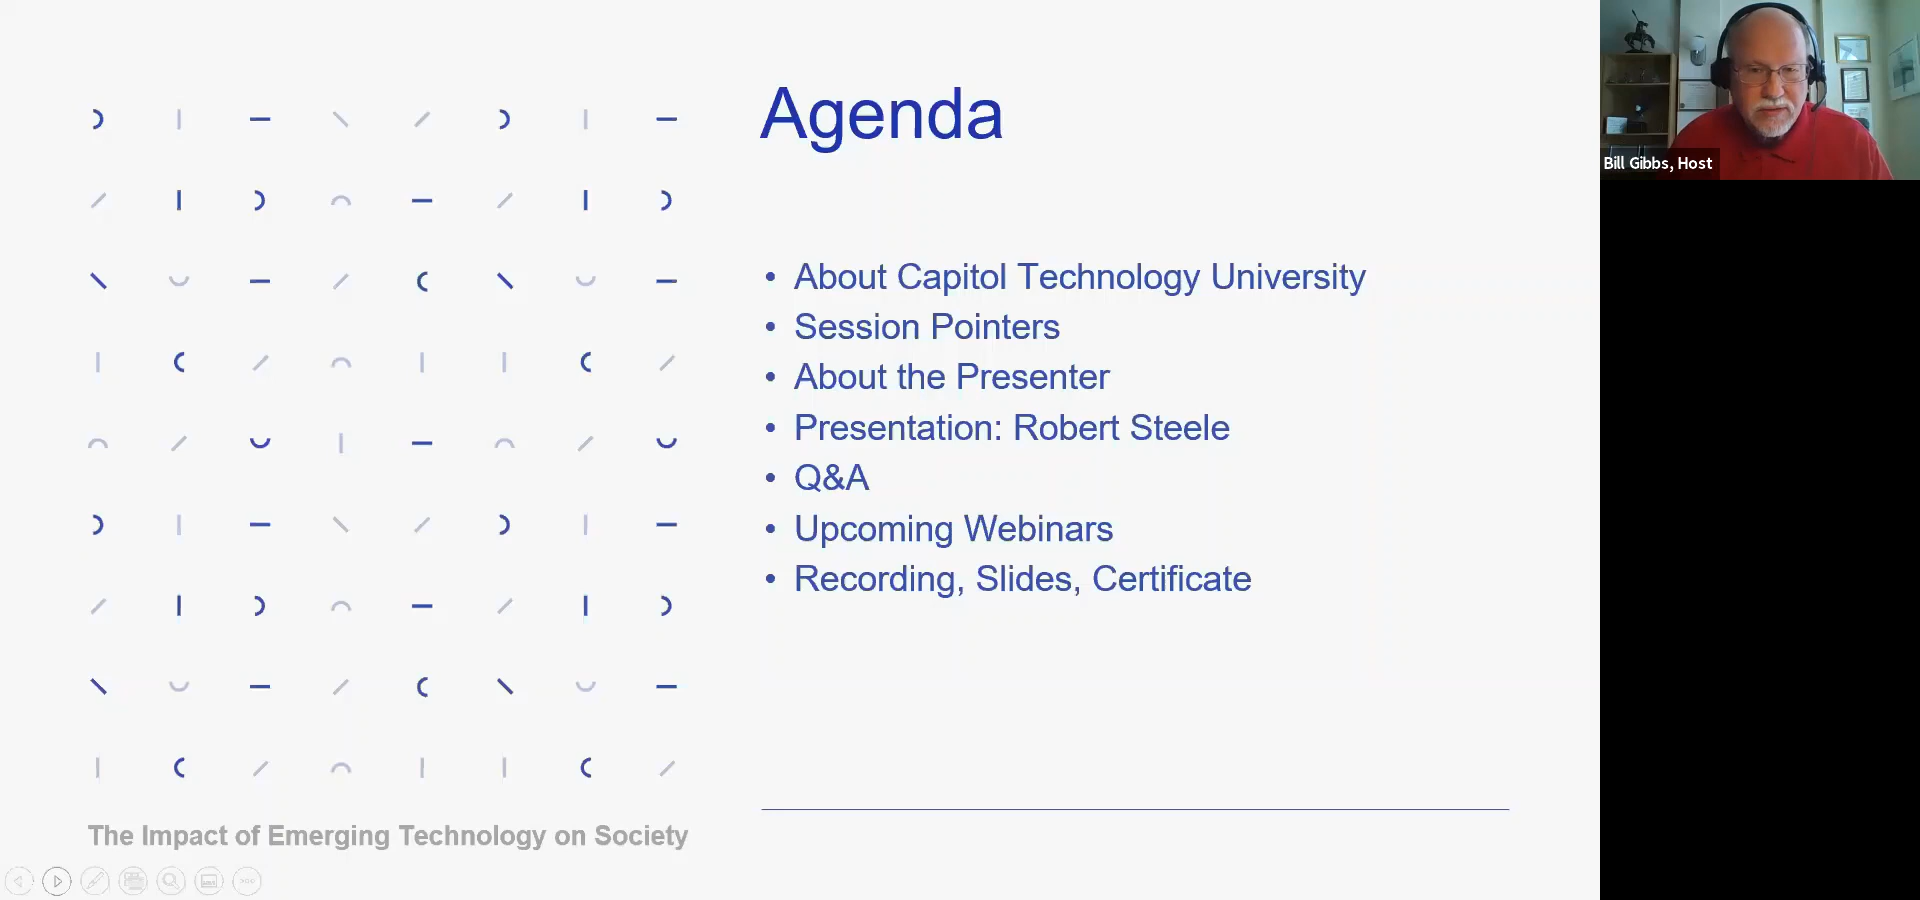 Agenda
Bill Gibbs, Host
• About Capitol Technology University
• Session Pointers
• About the Presenter
• Presentation: Robert Steele
• Q&A
• Upcoming Webinars
• Recording, Slides, Certificate
The Impact of Emerging Technology on Society